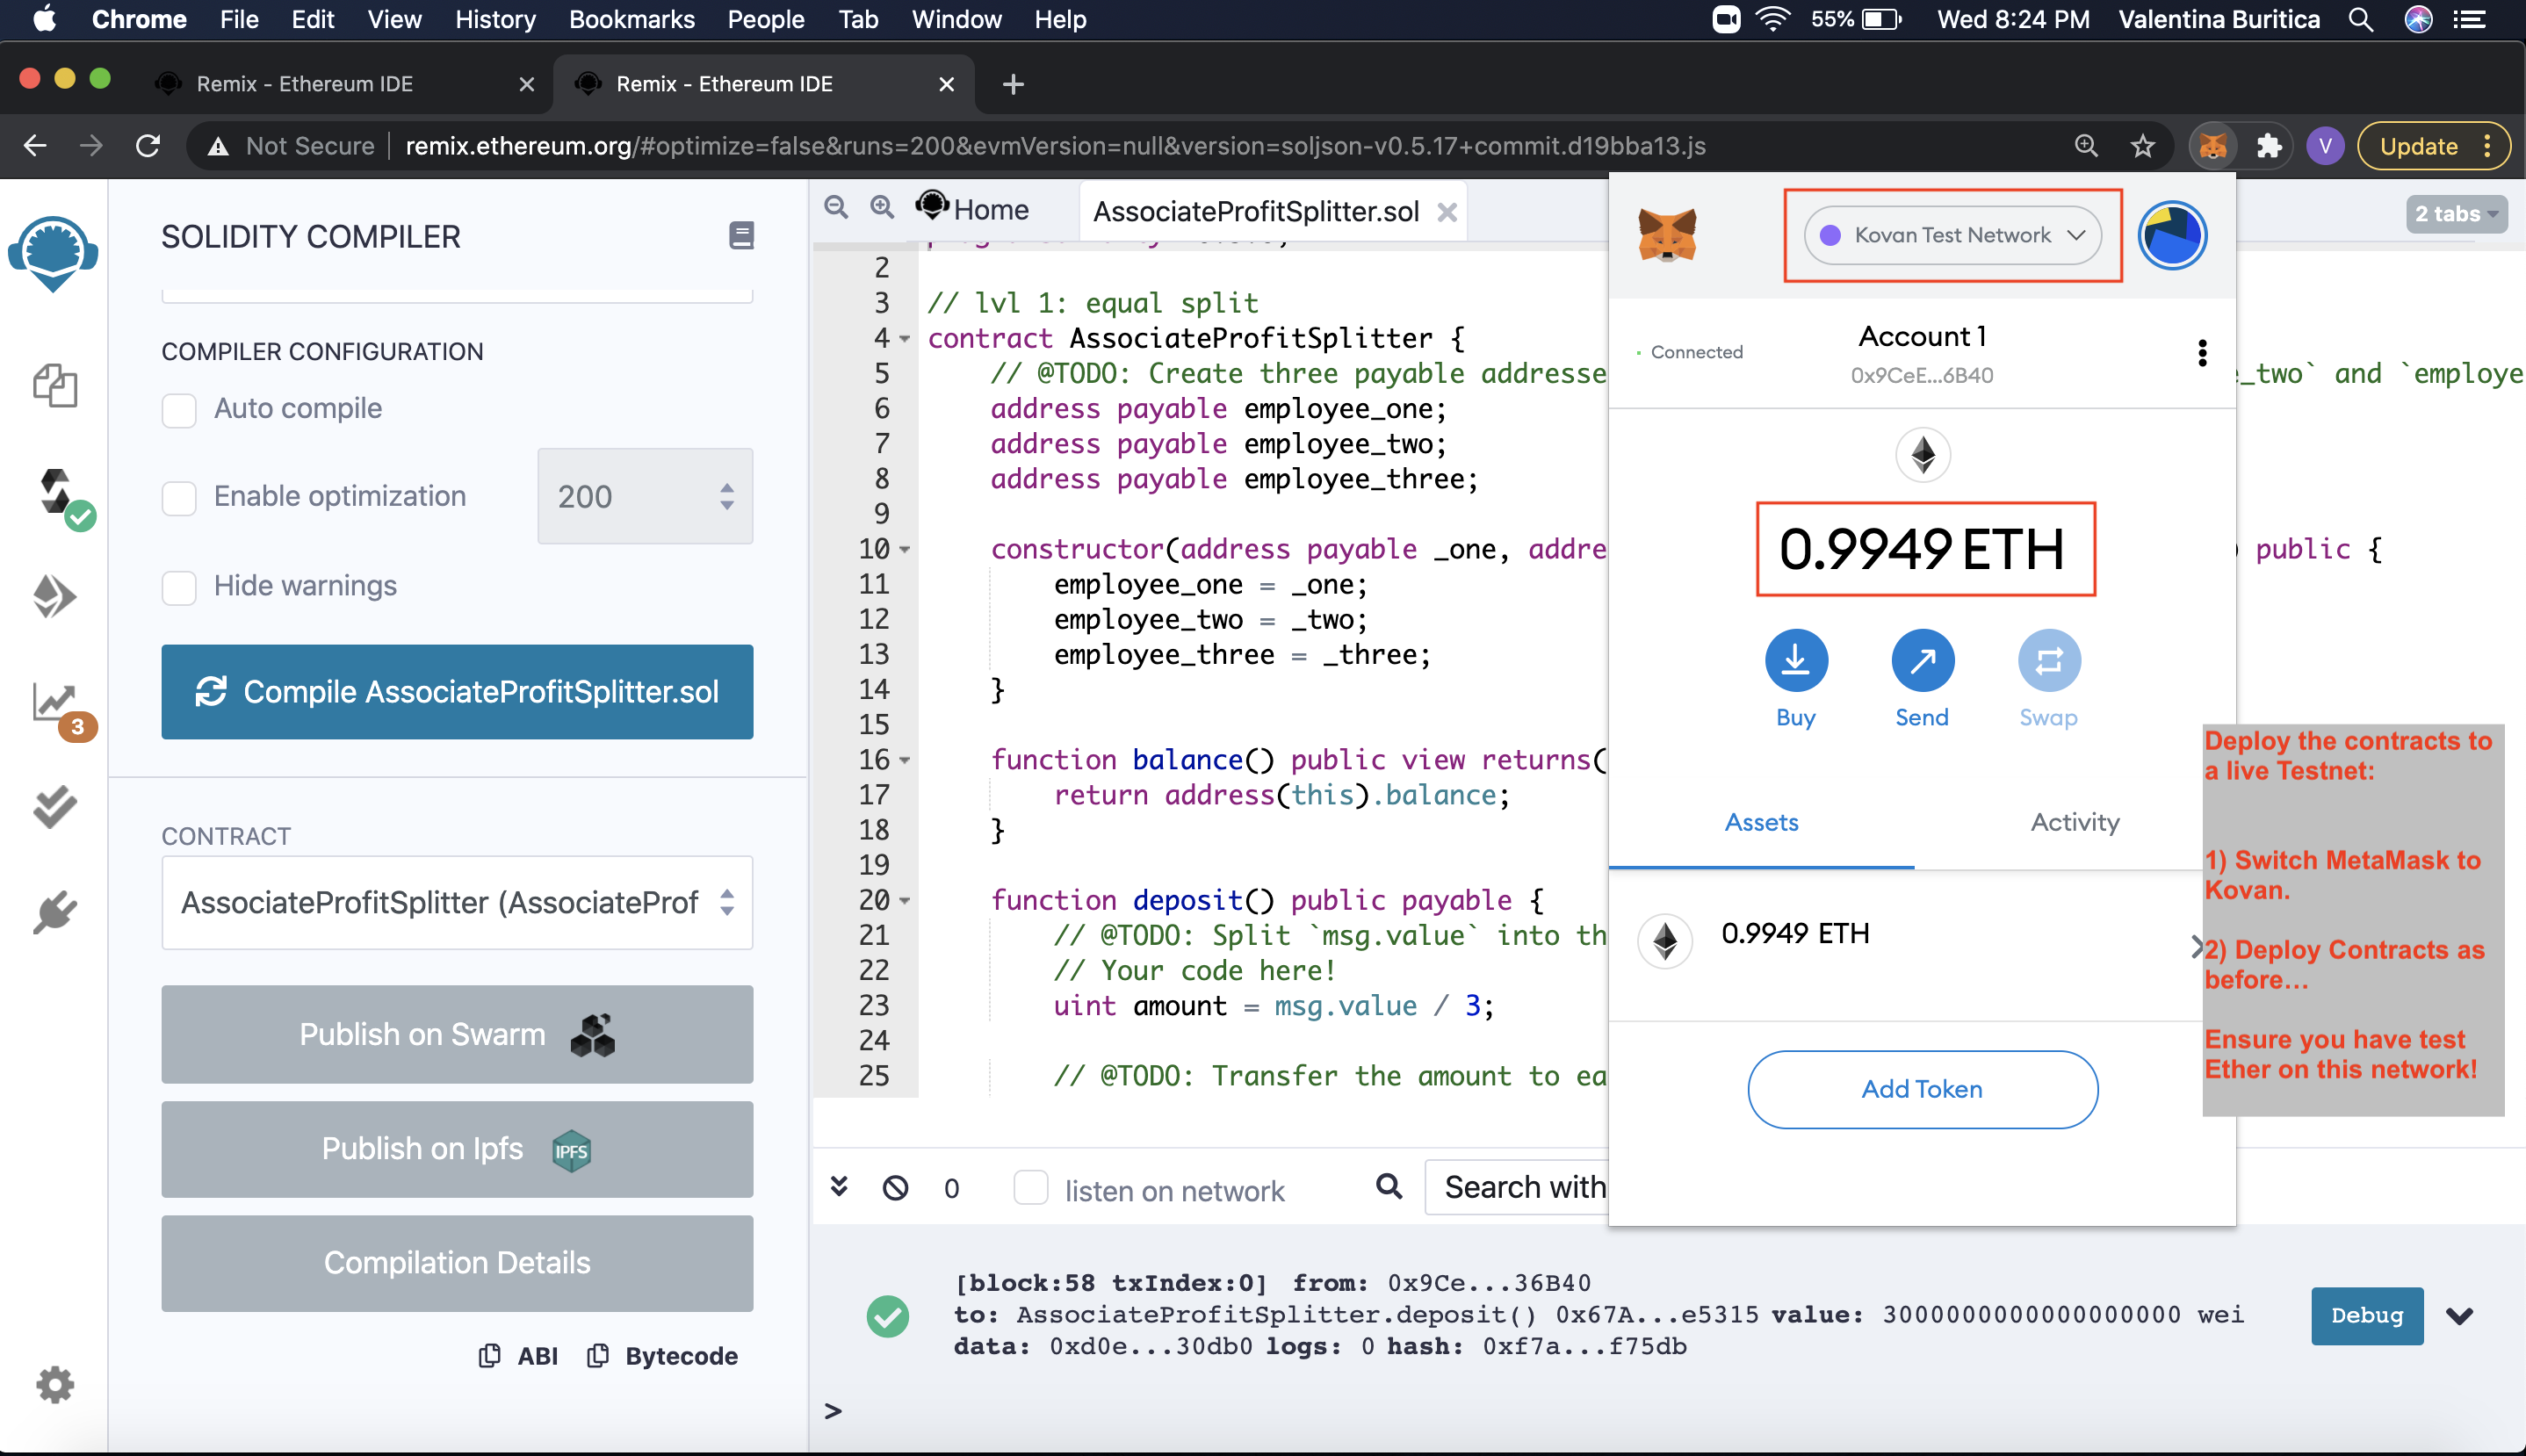 Chrome File Edit View History Bookmarks People Tab Window Help 55% Wed 8:24 PM Valentina Buritica
Remix - Ethereum IDE
Remix - Ethereum IDE
Not Secure remix.ethereum.org/#optimize=false&runs=200&evmVersion=null&version=soljson-v0.5.17+commit.d19bba13.js V Update
SOLIDITY COMPILER
COMPILER CONFIGURATION
Auto compile
Enable optimization 200
Hide warnings
Compile AssociateProfitSplitter.sol
3
CONTRACT
AssociateProfitSplitter (AssociateProf
Publish on Swarm
Publish on Ipfs IPFS
Compilation Details
ABI Bytecode
Home AssociateProfitSplitter.sol 2 tabs
2
3 // lvl 1: equal split
4 contract AssociateProfitSplitter {
5 // @TODO: Create three payable addresse _two` and `employe
6 address payable employee_one;
7 address payable employee_two;
8 address payable employee_three;
9
10 constructor(address payable _one, addre public {
11 employee_one = _one;
12 employee_two = _two;
13 employee_three = _three;
14 }
15
16 function balance() public view returns(
17 return address(this).balance;
18 }
19
20 function deposit() public payable {
21 // @TODO: Split `msg.value` into th
22 // Your code here!
23 uint amount = msg.value / 3;
24
25 // @TODO: Transfer the amount to ea
0 listen on network Search with
[block:58 txIndex:0] from: 0x9Ce...36B40
to: AssociateProfitSplitter.deposit() 0x67A...e5315 value: 3000000000000000000 wei
data: 0xd0e...30db0 logs: 0 hash: 0xf7a...f75db
Debug
>
Kovan Test Network
Connected
Account 1
0x9CeE...6B40
0.9949 ETH
Buy Send Swap
Assets Activity
0.9949 ETH
Add Token
Deploy the contracts to
a live Testnet:
1) Switch MetaMask to
Kovan.
2) Deploy Contracts as
before...
Ensure you have test
Ether on this network!